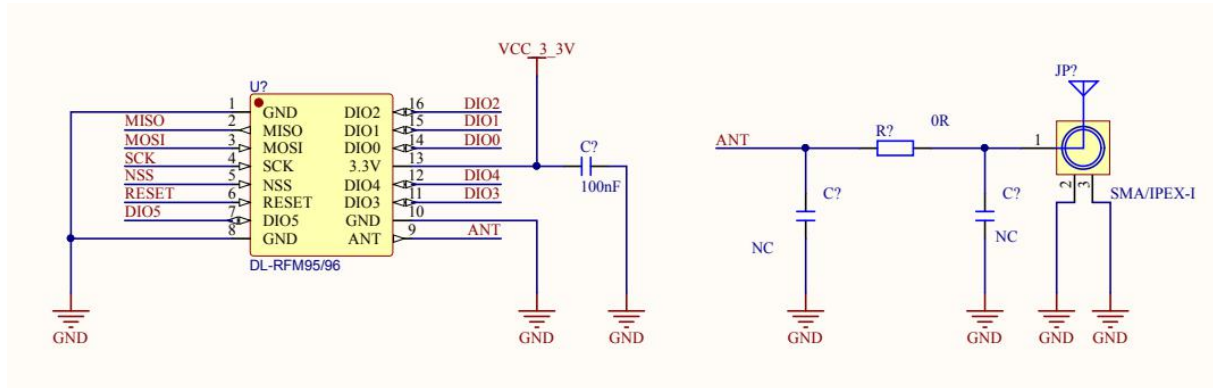 VCC_3_3V
U?
1 GND DIO2 16 DIO2
MISO 2 MISO DIO1 15 DIO1
MOSI 3 MOSI DIO0 14 DIO0
SCK 4 SCK 3.3V 13
NSS 5 NSS DIO4 12 DIO4
RESET 6 RESET DIO3 11 DIO3
DIO5 7 DIO5 GND 10
8 GND ANT 9 ANT
DL-RFM95/96
C?
100nF
GND
GND
GND
JP?
ANT
R?
0R
1
C?
NC
C?
NC
2
3
SMA/IPEX-I
GND
GND
GND
GND